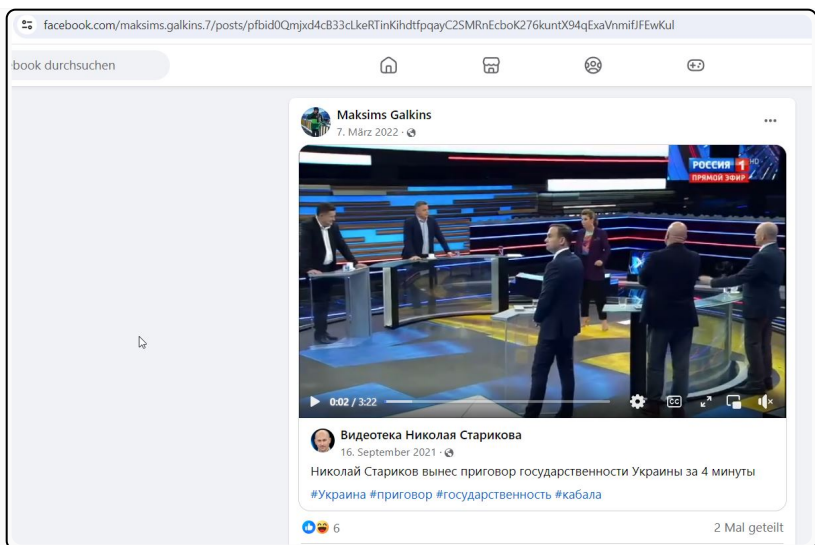 facebook.com/maksims.galkins.7/posts/pfbid0Qmjxd4cB33cLkeRTinKihdtfpqayC2SMRnEcboK276kuntX94qExaVnmifJFEwKul
book durchsuchen
Maksims Galkins
7. März 2022 ·
РОССИЯ 1 HD
ПРЯМОЙ ЭФИР
0:02 / 3:22
CC
Видеотека Николая Старикова
16. September 2021 ·
Николай Стариков вынес приговор государственности Украины за 4 минуты
#Украина #приговор #государственность #кабала
6
2 Mal geteilt